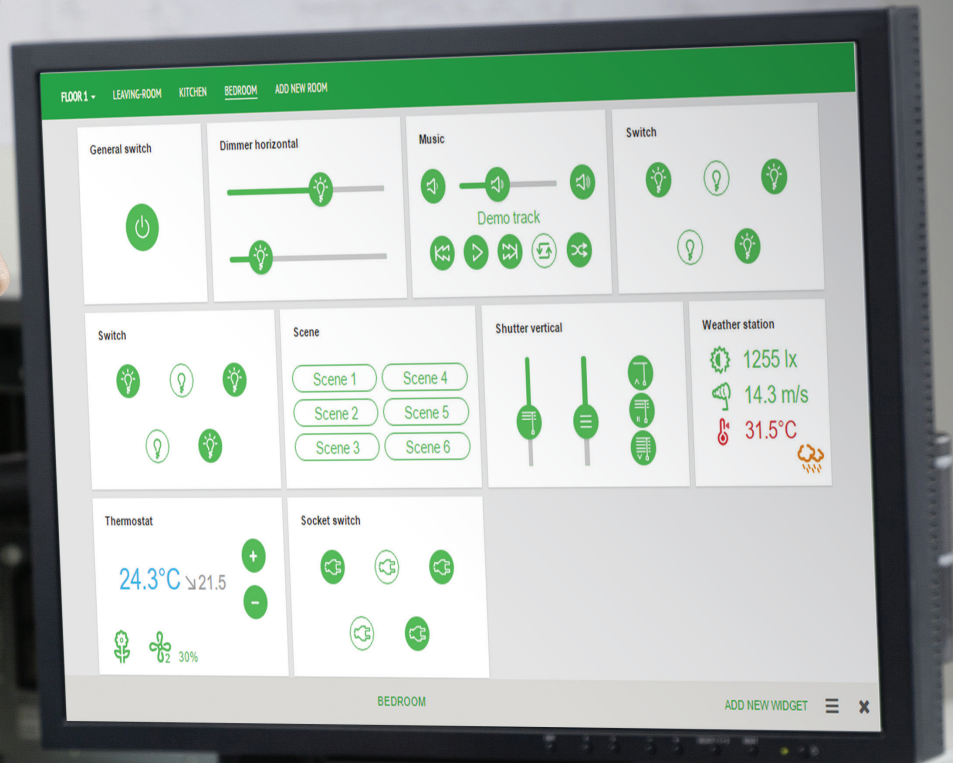 FLOOR 1 LEAVING-ROOM KITCHEN BEDROOM ADD NEW ROOM
General switch
Dimmer horizontal
Music
Demo track
Switch
Switch
Scene
Scene 1 Scene 4
Scene 2 Scene 5
Scene 3 Scene 6
Shutter vertical
Weather station
1255 lx
14.3 m/s
31.5°C
Thermostat
24.3°C ↘21.5
2 30%
Socket switch
BEDROOM ADD NEW WIDGET